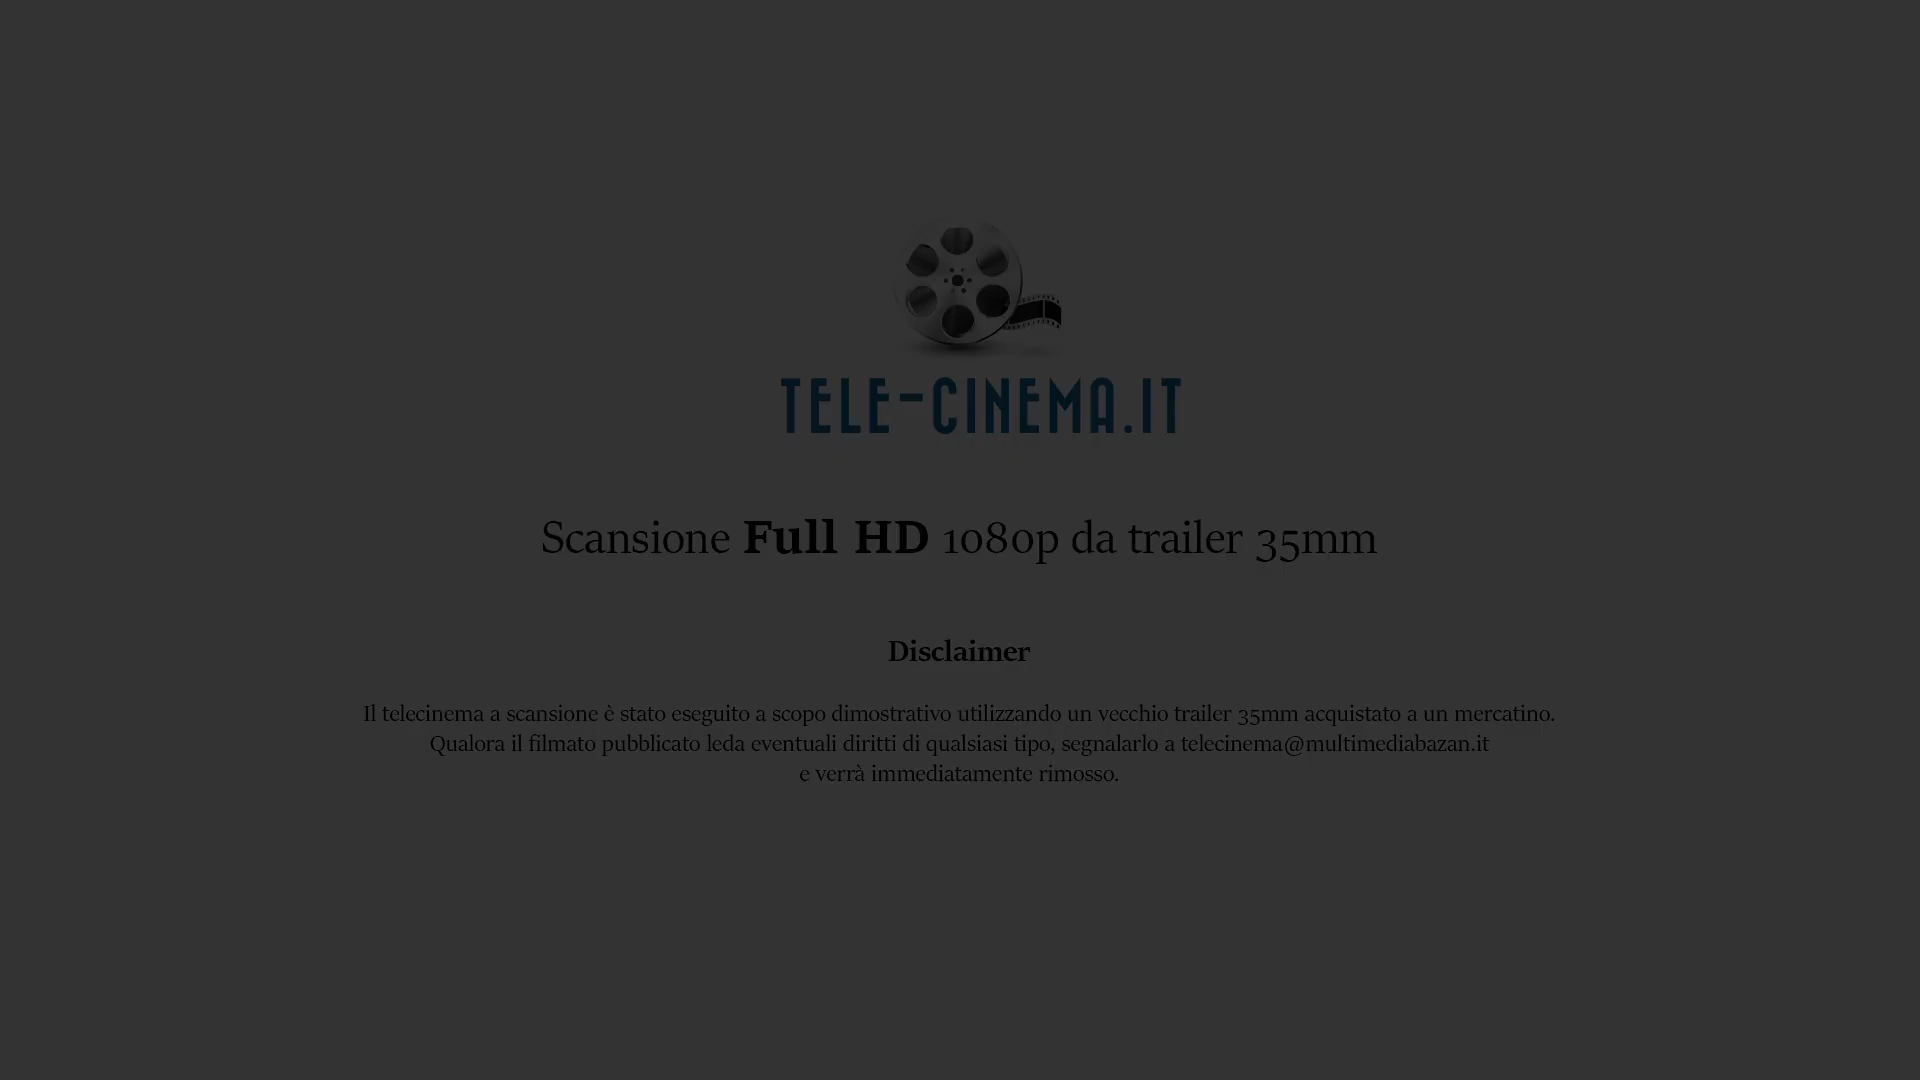 TELE-CINEMA.IT
Scansione Full HD 1080p da trailer 35mm
Disclaimer
Il telecinema a scansione è stato eseguito a scopo dimostrativo utilizzando un vecchio trailer 35mm acquistato a un mercatino.
Qualora il filmato pubblicato leda eventuali diritti di qualsiasi tipo, segnalarlo a telecinema@multimediabazan.it
e verrà immediatamente rimosso.